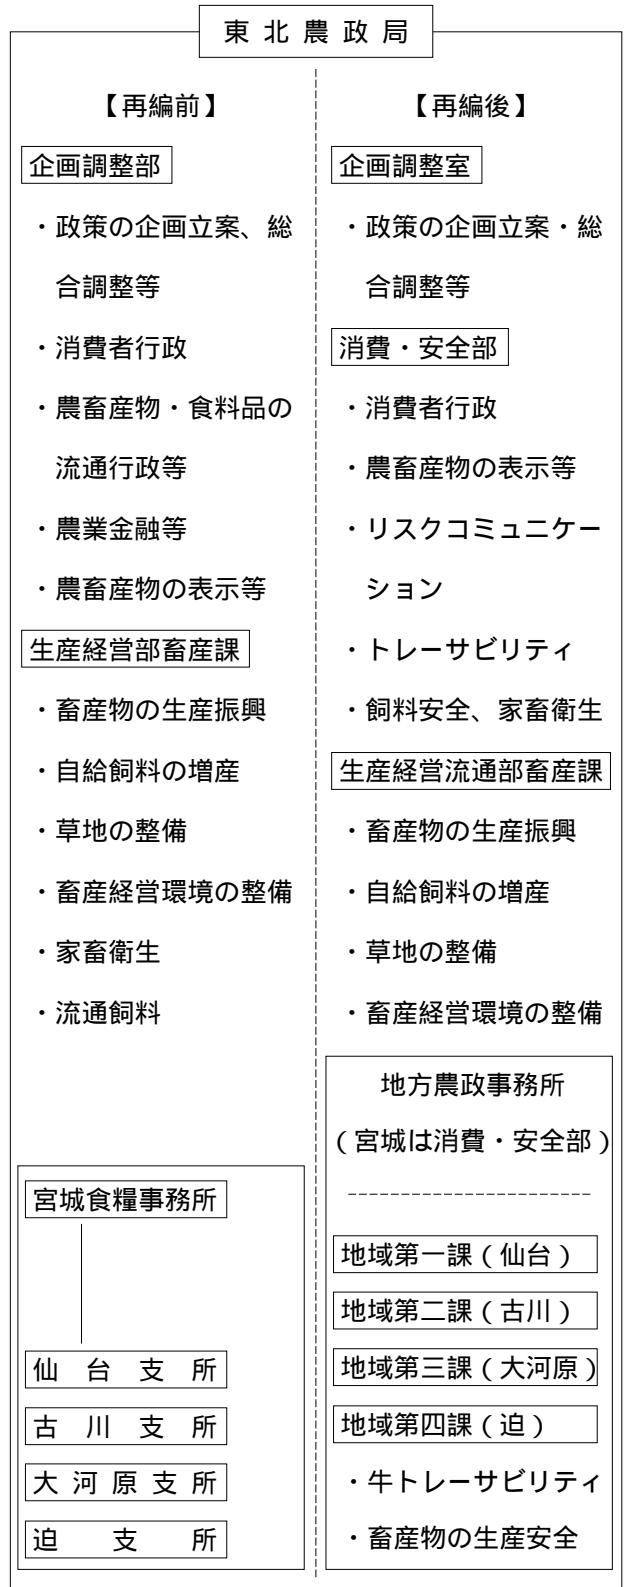 東北農政局
【再編前】
企画調整部
・政策の企画立案、総
合調整等
・消費者行政
・農畜産物・食料品の
流通行政等
・農業金融等
・農畜産物の表示等
生産経営部畜産課
・畜産物の生産振興
・自給飼料の増産
・草地の整備
・畜産経営環境の整備
・家畜衛生
・流通飼料
宮城食糧事務所
仙台支所
古川支所
大河原支所
迫支所
【再編後】
企画調整室
・政策の企画立案・総
合調整等
消費・安全部
・消費者行政
・農畜産物の表示等
・リスクコミュニケー
ション
・トレーサビリティ
・飼料安全、家畜衛生
生産経営流通部畜産課
・畜産物の生産振興
・自給飼料の増産
・草地の整備
・畜産経営環境の整備
地方農政事務所
(宮城は消費・安全部)
地域第一課(仙台)
地域第二課(古川)
地域第三課(大河原)
地域第四課(迫)
・牛トレーサビリティ
・畜産物の生産安全